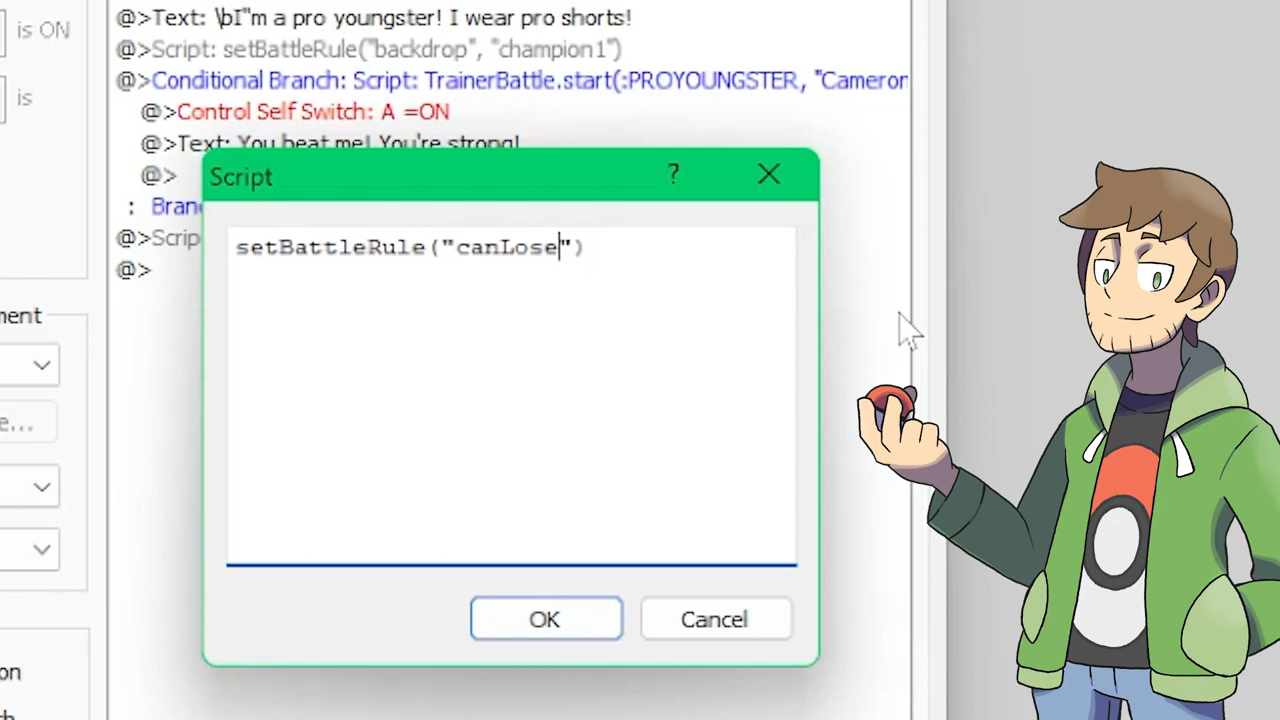 is ON
@>Text: \bI"m a pro youngster! I wear pro shorts!
@>Script: setBattleRule("backdrop", "champion1")
is
@>Conditional Branch: Script: TrainerBattle.start(:PROYOUNGSTER, "Cameron
@>Control Self Switch: A =ON
@>Text: You beat me! You're strong!
@>
: Bran
@>Scrip
@>
Script
?
setBattleRule("canLose")
OK
Cancel
ment
e...
on